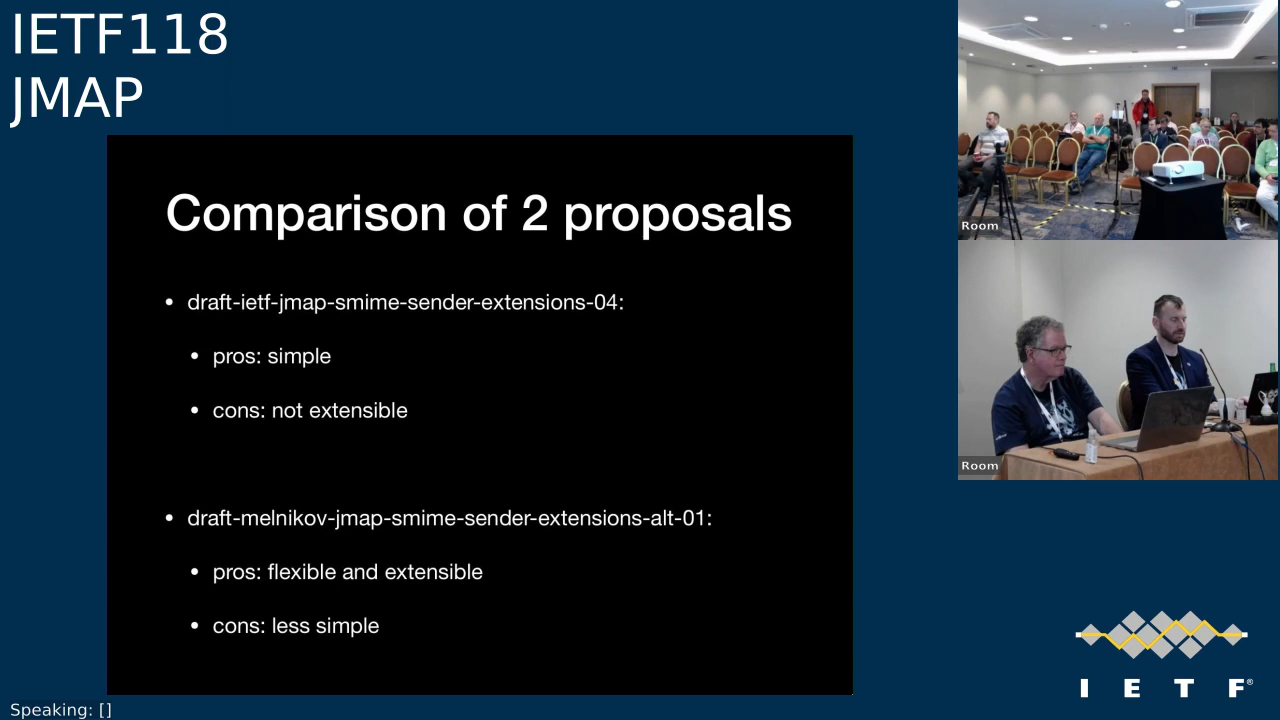 IETF118
JMAP
Comparison of 2 proposals
• draft-ietf-jmap-smime-sender-extensions-04:
• pros: simple
• cons: not extensible
• draft-melnikov-jmap-smime-sender-extensions-alt-01:
• pros: flexible and extensible
• cons: less simple
Room
Room
I E T F®
Speaking: []